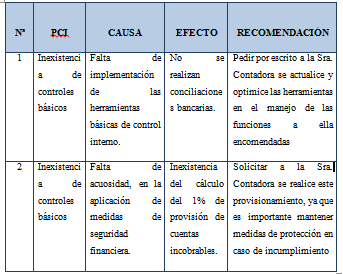 Nº PCI CAUSA EFECTO RECOMENDACIÓN
1
Inexistenci
a de
controles
básicos
Falta de
implementación
de las
herramientas
básicas de control
interno.
No se
realizan
conciliacione
s bancarias.
Pedir por escrito a la Sra.
Contadora se actualice y
optimice las herramientas
en el manejo de las
funciones a ella
encomendadas
2
Inexistenci
a de
controles
básicos
Falta de
acuosidad, en la
aplicación de
medidas de
seguridad
financiera.
Inexistencia
del cálculo
del 1% de
provisión de
cuentas
incobrables.
Solicitar a la Sra.
Contadora se realice este
provisionamiento, ya que
es importante mantener
medidas de protección en
caso de incumplimiento